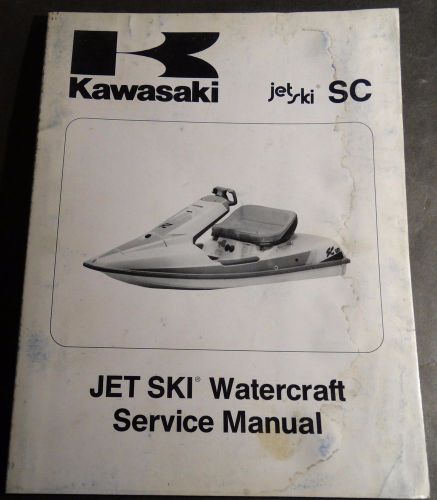 Kawasaki
jet ski® SC
JET SKI® Watercraft
Service Manual